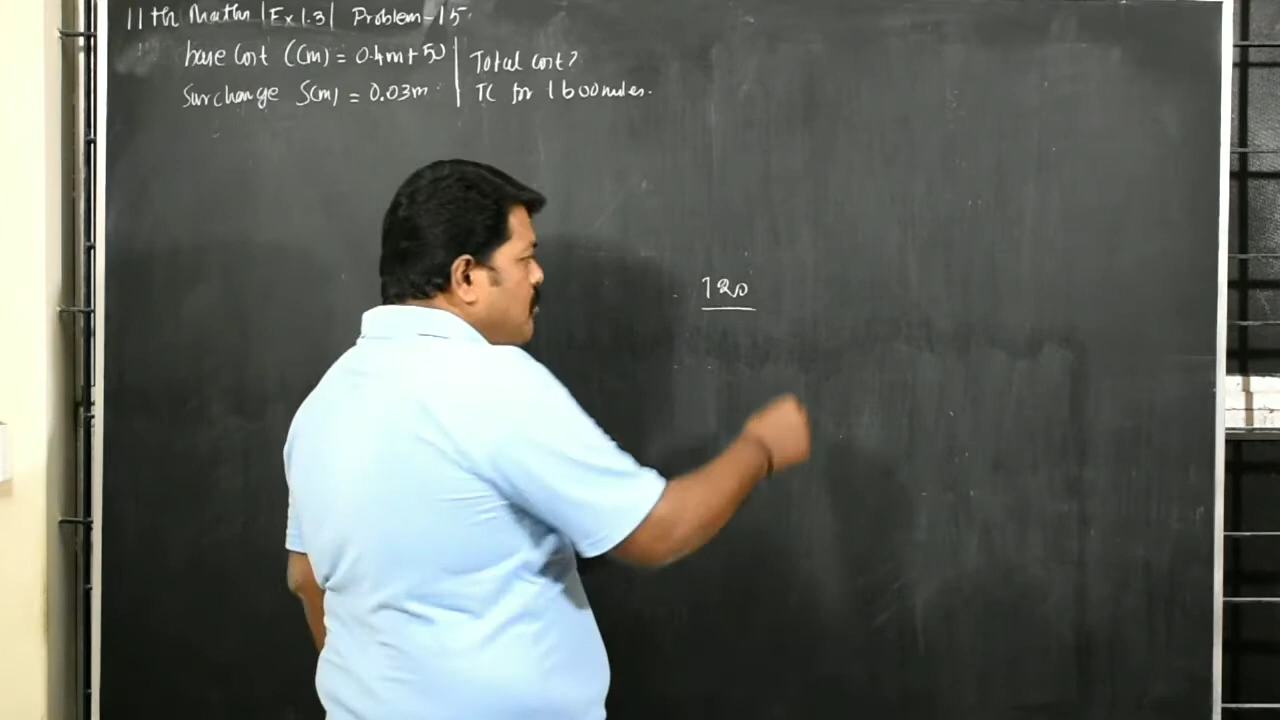 11th Maths | Ex 1.3 | Problem-15.
base Cost C(m) = 0.4m+50 | Total cost?
Surcharge S(m) = 0.03m. | TC for 1600 miles.
120